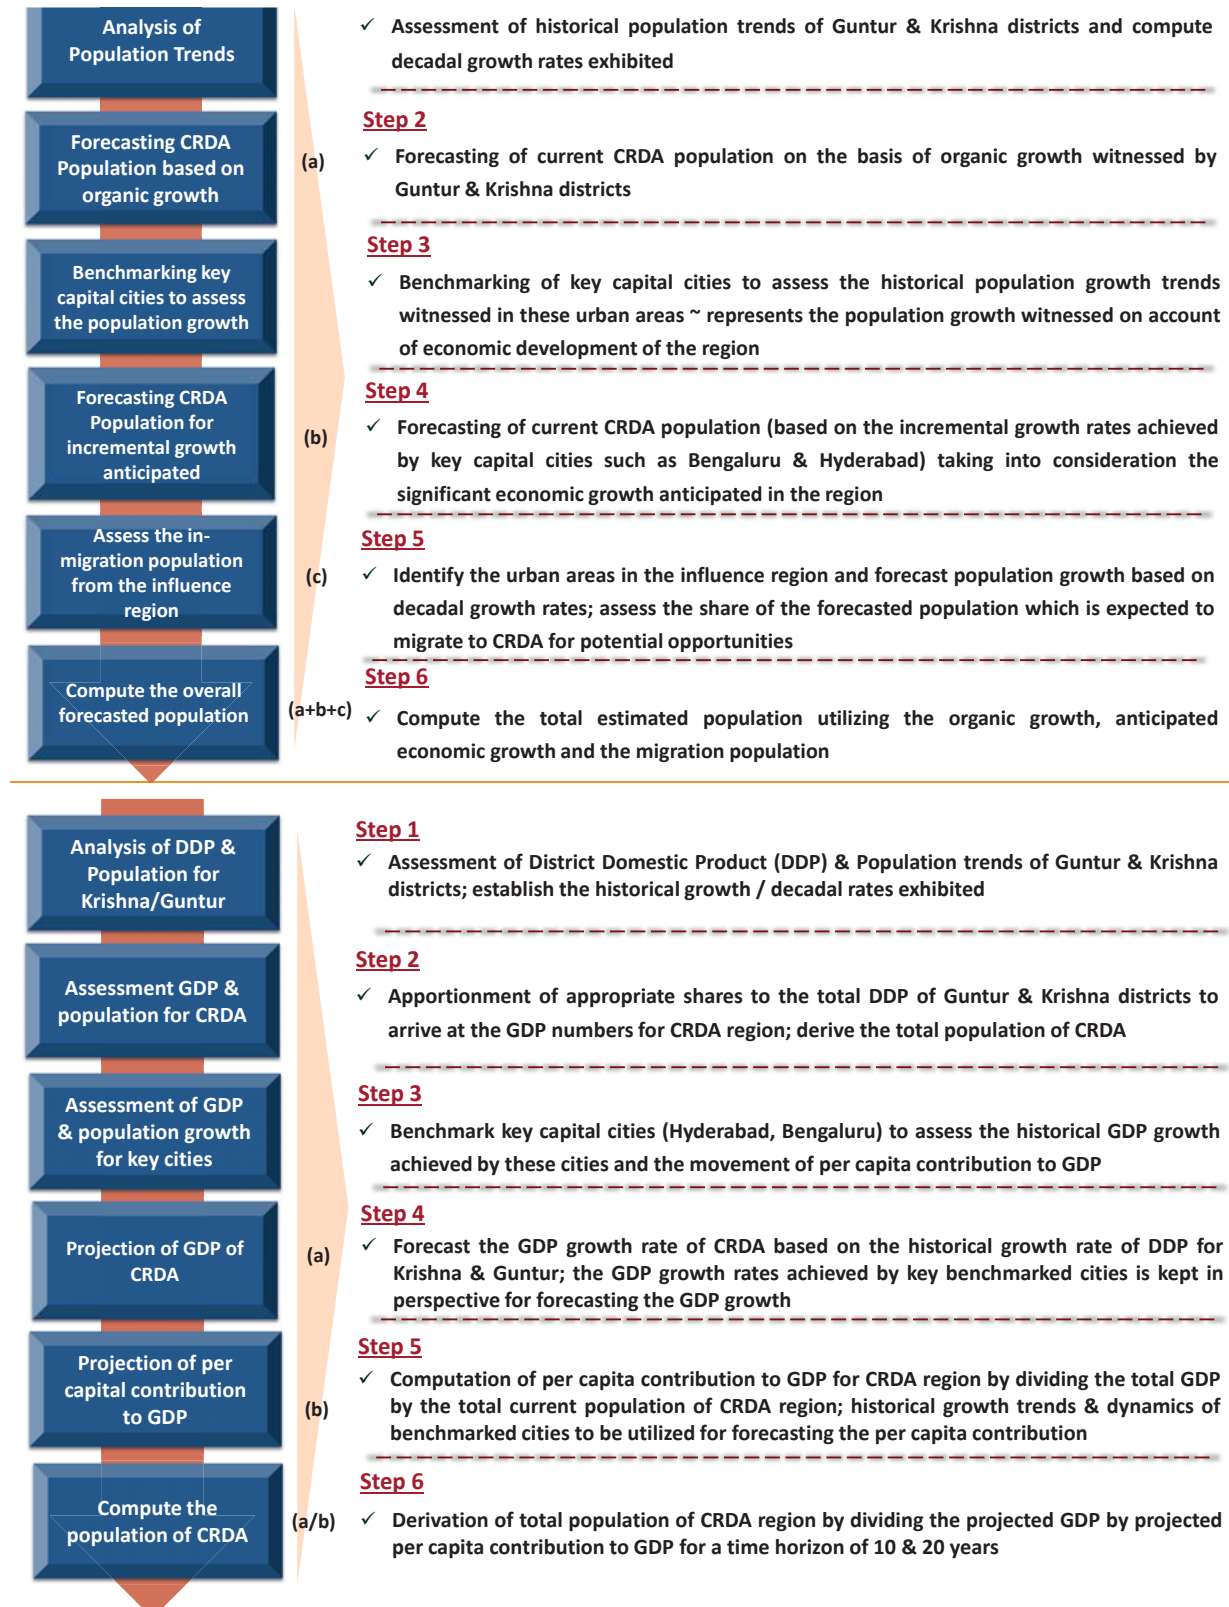 Analysis of
Population Trends
✓ Assessment of historical population trends of Guntur & Krishna districts and compute
decadal growth rates exhibited
Forecasting CRDA
Population based on
organic growth
(a)
Step 2
✓ Forecasting of current CRDA population on the basis of organic growth witnessed by
Guntur & Krishna districts
Benchmarking key
capital cities to assess
the population growth
Step 3
✓ Benchmarking of key capital cities to assess the historical population growth trends
witnessed in these urban areas ~ represents the population growth witnessed on account
of economic development of the region
Forecasting CRDA
Population for
incremental growth
anticipated
(b)
Step 4
✓ Forecasting of current CRDA population (based on the incremental growth rates achieved
by key capital cities such as Bengaluru & Hyderabad) taking into consideration the
significant economic growth anticipated in the region
Assess the in-
migration population
from the influence
region
(c)
Step 5
✓ Identify the urban areas in the influence region and forecast population growth based on
decadal growth rates; assess the share of the forecasted population which is expected to
migrate to CRDA for potential opportunities
Compute the overall
forecasted population
(a+b+c)
Step 6
✓ Compute the total estimated population utilizing the organic growth, anticipated
economic growth and the migration population
Analysis of DDP &
Population for
Krishna/Guntur
Step 1
✓ Assessment of District Domestic Product (DDP) & Population trends of Guntur & Krishna
districts; establish the historical growth / decadal rates exhibited
Assessment GDP &
population for CRDA
Step 2
✓ Apportionment of appropriate shares to the total DDP of Guntur & Krishna districts to
arrive at the GDP numbers for CRDA region; derive the total population of CRDA
Assessment of GDP
& population growth
for key cities
Step 3
✓ Benchmark key capital cities (Hyderabad, Bengaluru) to assess the historical GDP growth
achieved by these cities and the movement of per capita contribution to GDP
Projection of GDP of
CRDA
(a)
Step 4
✓ Forecast the GDP growth rate of CRDA based on the historical growth rate of DDP for
Krishna & Guntur; the GDP growth rates achieved by key benchmarked cities is kept in
perspective for forecasting the GDP growth
Projection of per
capital contribution
to GDP
(b)
Step 5
✓ Computation of per capita contribution to GDP for CRDA region by dividing the total GDP
by the total current population of CRDA region; historical growth trends & dynamics of
benchmarked cities to be utilized for forecasting the per capita contribution
Compute the
population of CRDA
(a/b)
Step 6
✓ Derivation of total population of CRDA region by dividing the projected GDP by projected
per capita contribution to GDP for a time horizon of 10 & 20 years